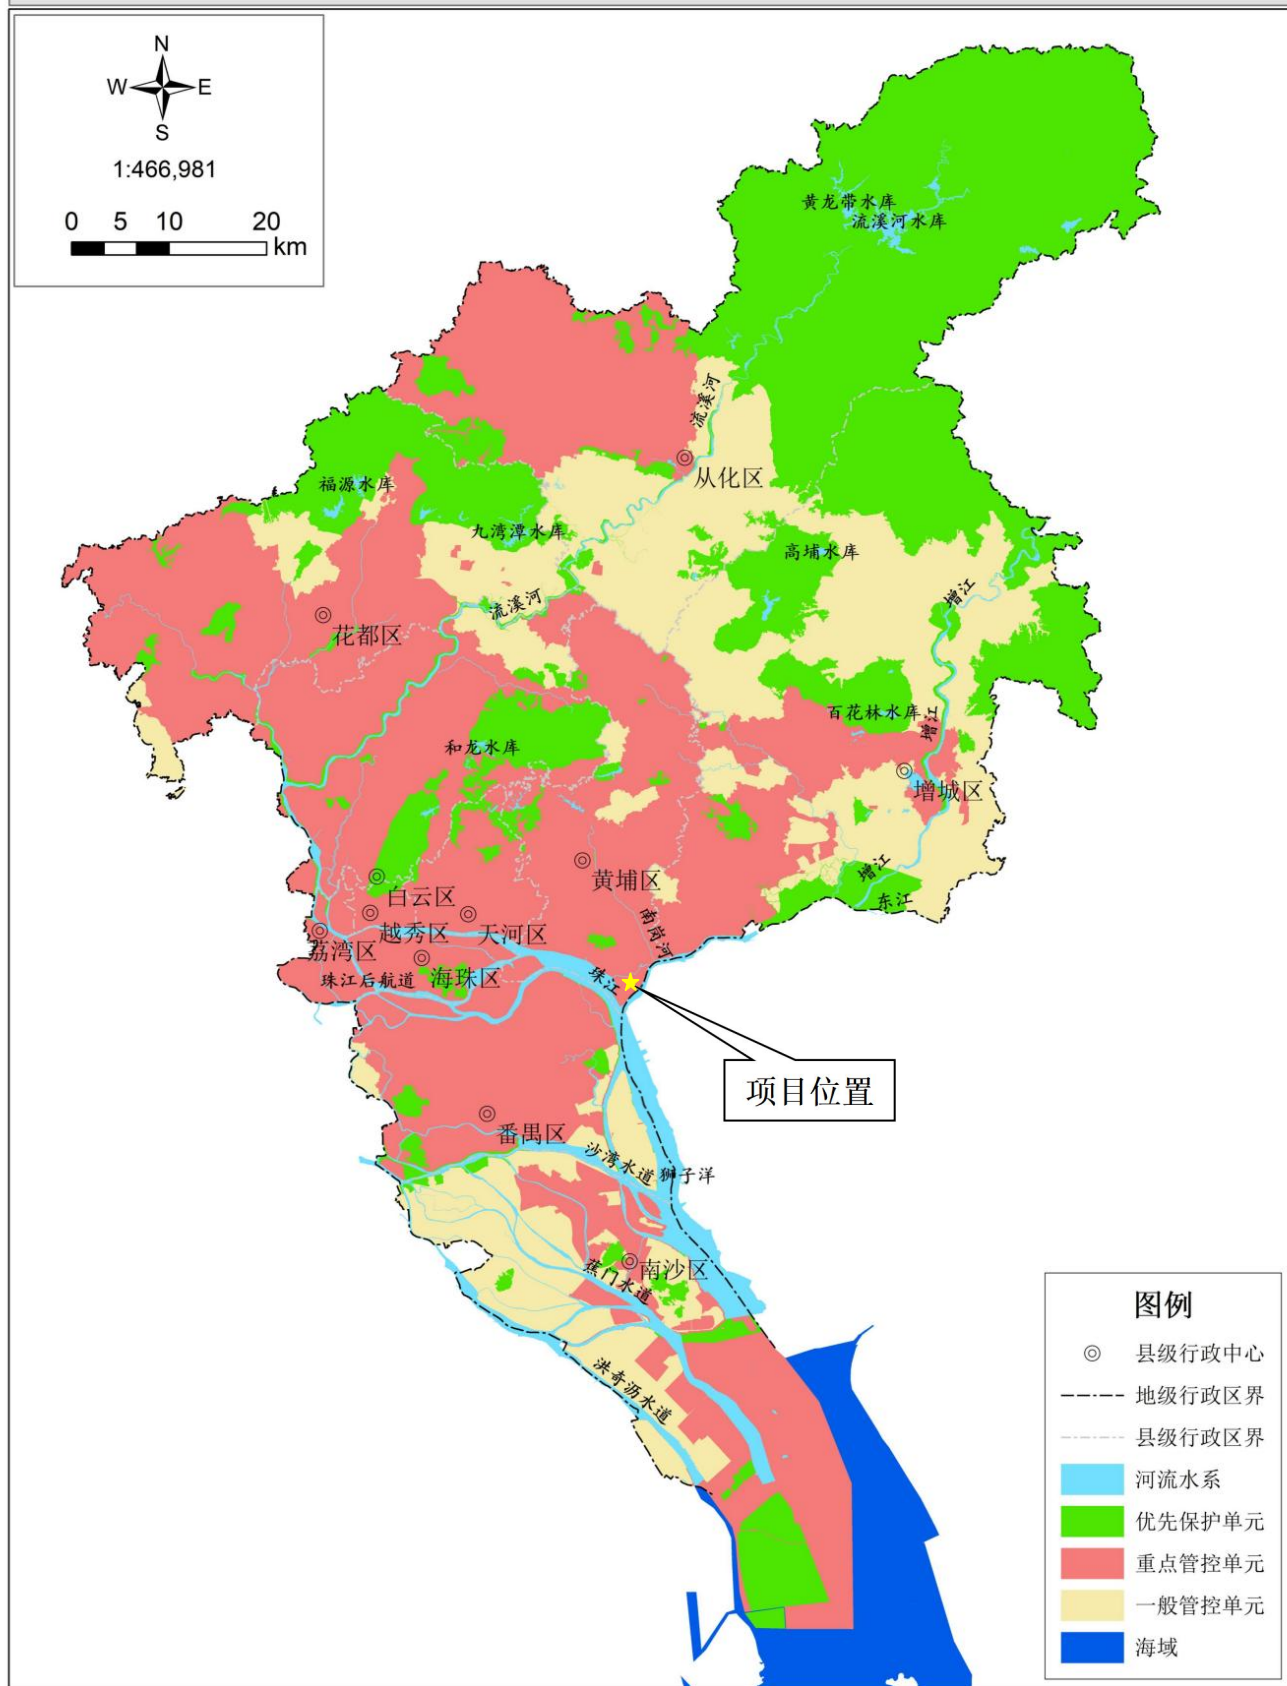 N
W E
S
1:466,981
0 5 10 20
km
黄龙带水库
流溪河水库
流溪河
从化区
福源水库
九湾潭水库
高埔水库
流溪河
增江
花都区
百花林水库
增江
和龙水库
增城区
黄埔区
增江
白云区
东江
南岗河
越秀区
天河区
荔湾区
海珠区
珠江
珠江后航道
项目位置
番禺区
沙湾水道
狮子洋
南沙区
蕉门水道
洪奇沥水道
图例
县级行政中心
地级行政区界
县级行政区界
河流水系
优先保护单元
重点管控单元
一般管控单元
海域